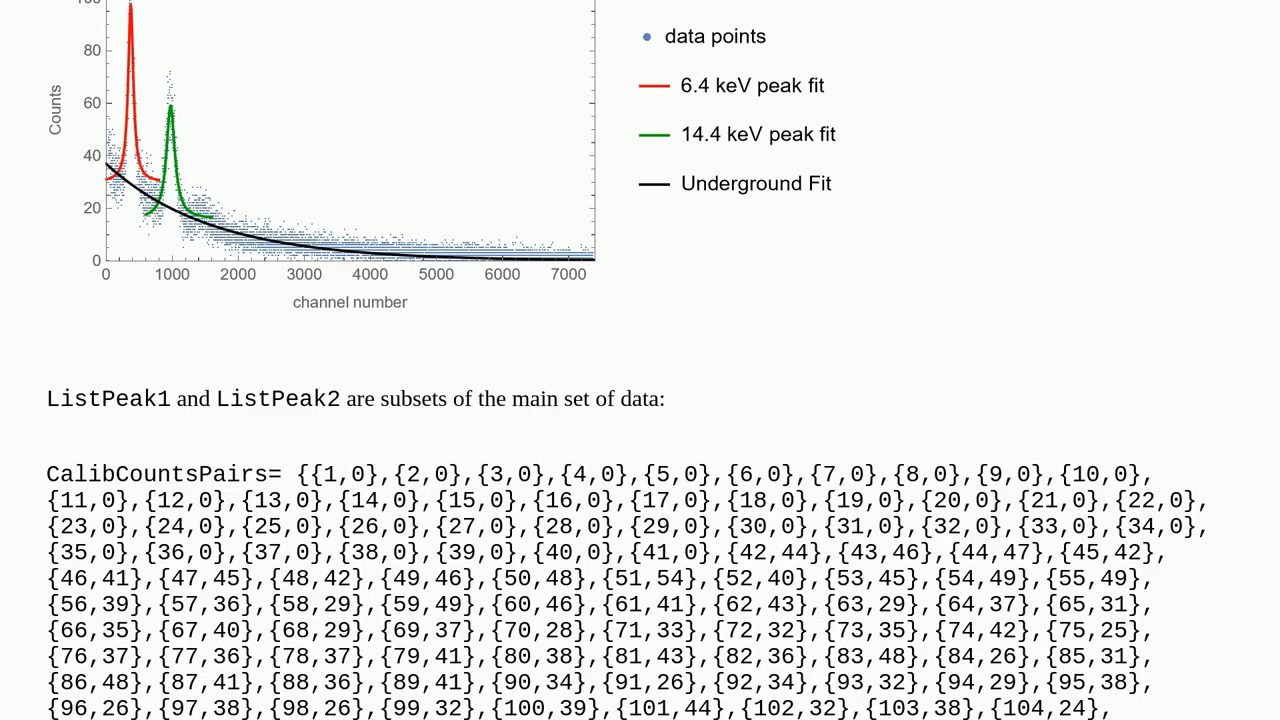 100
80
60
40
20
0
Counts
0 1000 2000 3000 4000 5000 6000 7000
channel number
data points
6.4 keV peak fit
14.4 keV peak fit
Underground Fit
ListPeak1 and ListPeak2 are subsets of the main set of data:
CalibCountsPairs= {{1,0},{2,0},{3,0},{4,0},{5,0},{6,0},{7,0},{8,0},{9,0},{10,0},
{11,0},{12,0},{13,0},{14,0},{15,0},{16,0},{17,0},{18,0},{19,0},{20,0},{21,0},{22,0},
{23,0},{24,0},{25,0},{26,0},{27,0},{28,0},{29,0},{30,0},{31,0},{32,0},{33,0},{34,0},
{35,0},{36,0},{37,0},{38,0},{39,0},{40,0},{41,0},{42,44},{43,46},{44,47},{45,42},
{46,41},{47,45},{48,42},{49,46},{50,48},{51,54},{52,40},{53,45},{54,49},{55,49},
{56,39},{57,36},{58,29},{59,49},{60,46},{61,41},{62,43},{63,29},{64,37},{65,31},
{66,35},{67,40},{68,29},{69,37},{70,28},{71,33},{72,32},{73,35},{74,42},{75,25},
{76,37},{77,36},{78,37},{79,41},{80,38},{81,43},{82,36},{83,48},{84,26},{85,31},
{86,48},{87,41},{88,36},{89,41},{90,34},{91,26},{92,34},{93,32},{94,29},{95,38},
{96,26},{97,38},{98,26},{99,32},{100,39},{101,44},{102,32},{103,38},{104,24},